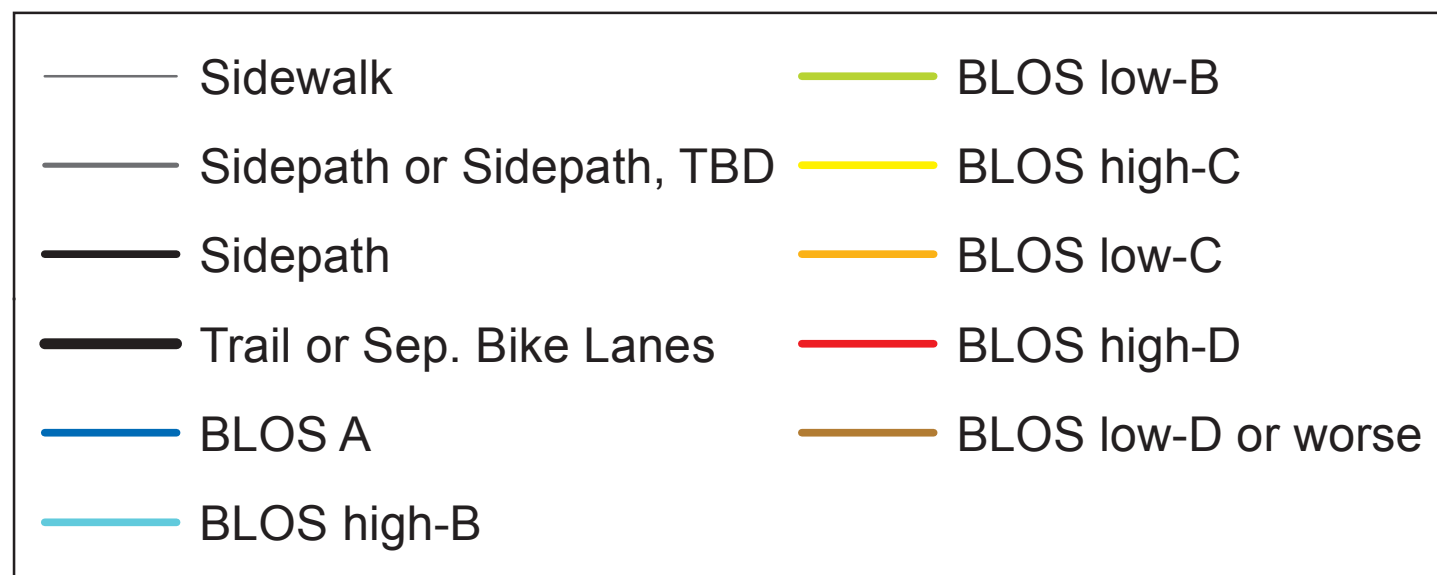 Sidewalk
Sidepath or Sidepath, TBD
Sidepath
Trail or Sep. Bike Lanes
BLOS A
BLOS high-B
BLOS low-B
BLOS high-C
BLOS low-C
BLOS high-D
BLOS low-D or worse